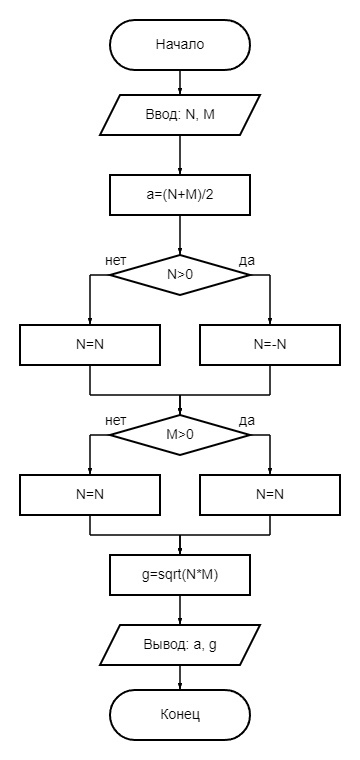 Начало
Ввод: N, M
a=(N+M)/2
N>0
нет
да
N=N
N=-N
M>0
нет
да
N=N
N=N
g=sqrt(N*M)
Вывод: a, g
Конец